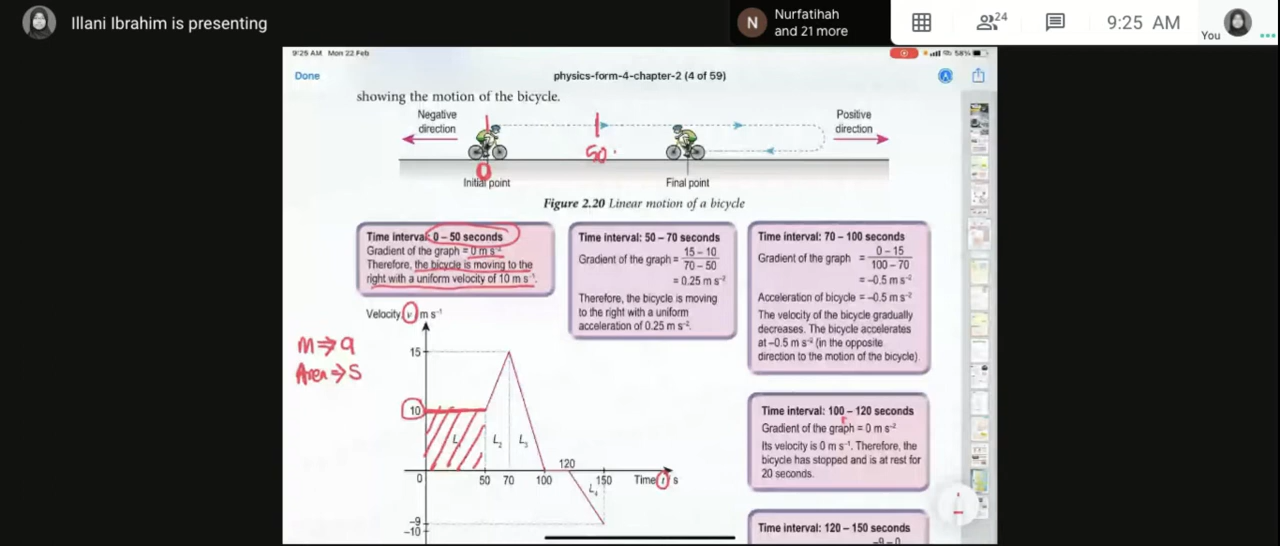 Illani Ibrahim is presenting
N
Nurfatihah
and 21 more
24
9:25 AM
You
9:25 AM Mon 22 Feb
58%
Done
physics-form-4-chapter-2 (4 of 59)
showing the motion of the bicycle.
Negative
direction
Positive
direction
50
0
Initial point
Final point
Figure 2.20 Linear motion of a bicycle
Time interval: 0 – 50 seconds
Gradient of the graph = 0 m s⁻²
Therefore, the bicycle is moving to the
right with a uniform velocity of 10 m s⁻¹.
Time interval: 50 – 70 seconds
Gradient of the graph = 15 – 10
70 – 50
= 0.25 m s⁻²
Therefore, the bicycle is moving
to the right with a uniform
acceleration of 0.25 m s⁻².
Time interval: 70 – 100 seconds
Gradient of the graph = 0 – 15
100 – 70
= –0.5 m s⁻²
Acceleration of bicycle = –0.5 m s⁻²
The velocity of the bicycle gradually
decreases. The bicycle accelerates
at –0.5 m s⁻² (in the opposite
direction to the motion of the bicycle).
Velocity, v / m s⁻¹
M ⇒ a
Area ⇒ S
15
10
L₂
L₃
L₄
0
50
70
100
120
150
Time, t / s
–9
–10
Time interval: 100 – 120 seconds
Gradient of the graph = 0 m s⁻²
Its velocity is 0 m s⁻¹. Therefore, the
bicycle has stopped and is at rest for
20 seconds.
Time interval: 120 – 150 seconds
–9 – 0